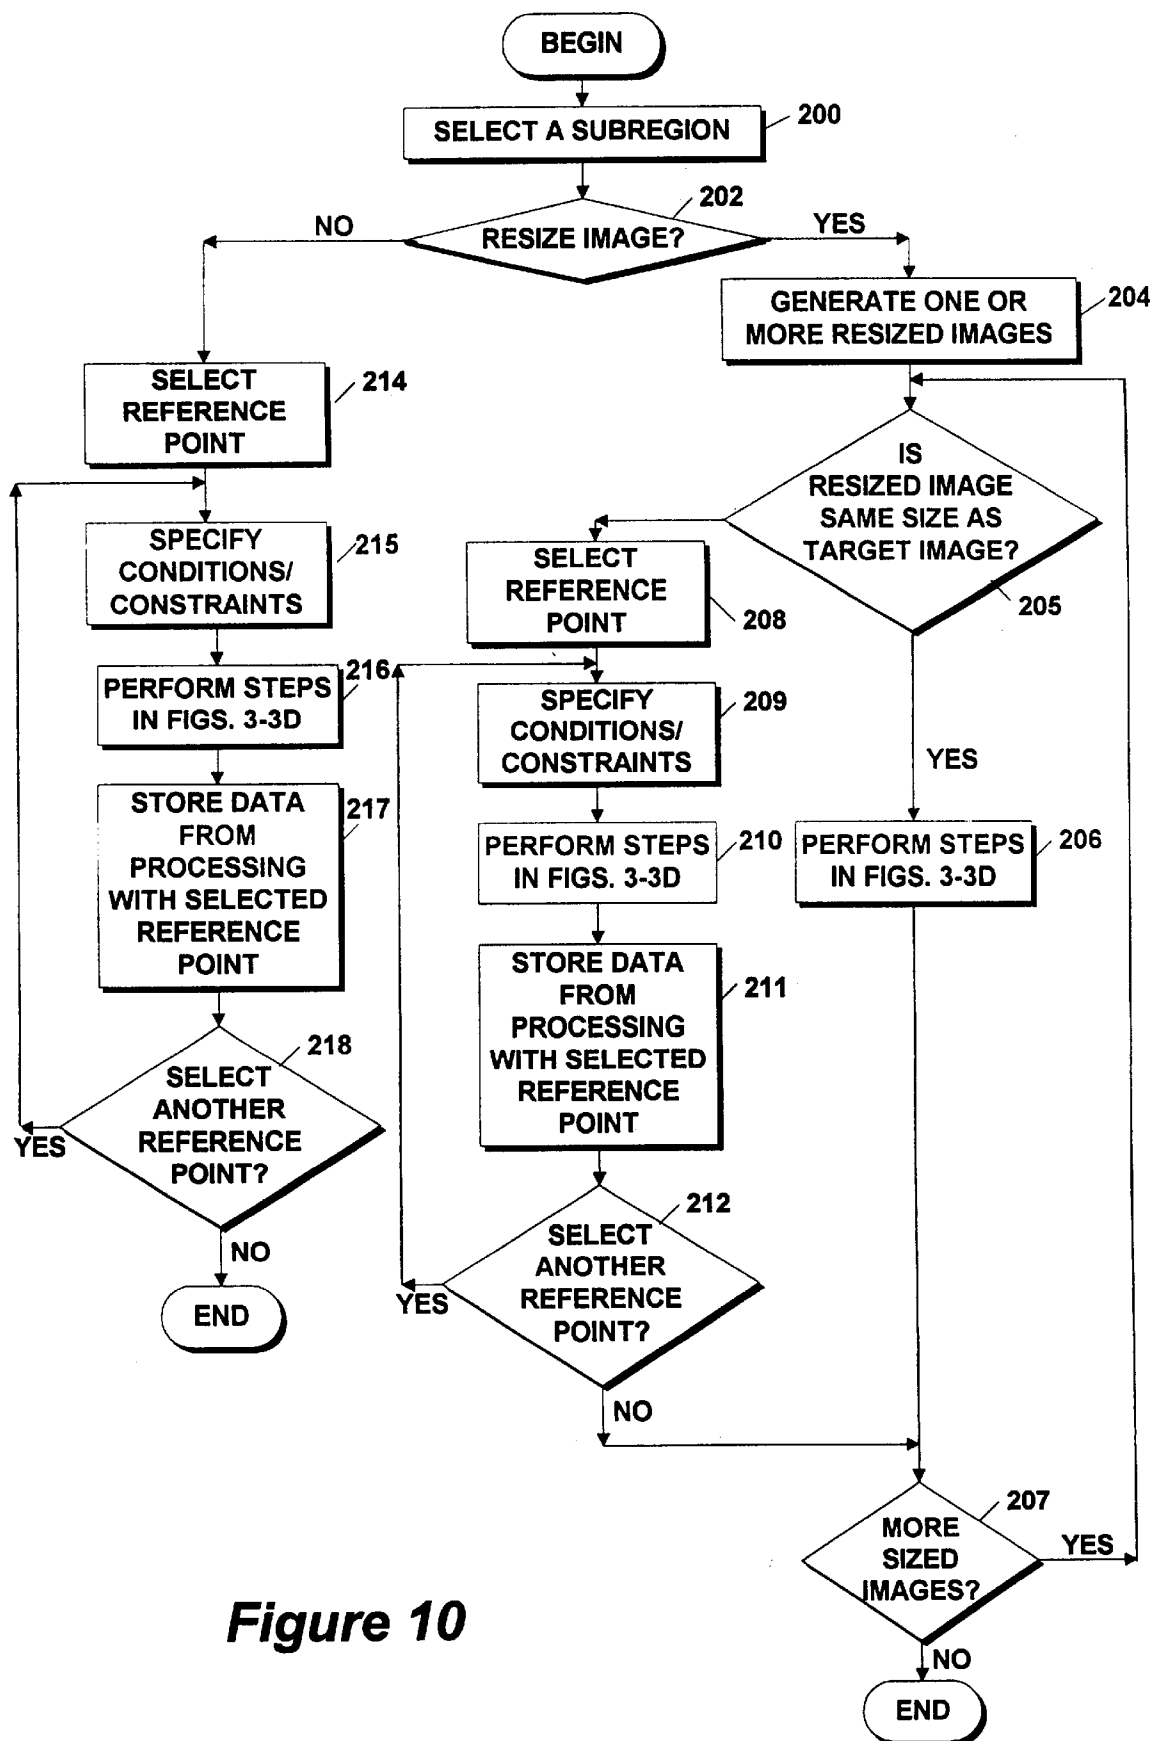 BEGIN
SELECT A SUBREGION
200
202
RESIZE IMAGE?
NO
YES
GENERATE ONE OR
MORE RESIZED IMAGES
204
SELECT
REFERENCE
POINT
214
IS
RESIZED IMAGE
SAME SIZE AS
TARGET IMAGE?
205
SPECIFY
CONDITIONS/
CONSTRAINTS
215
SELECT
REFERENCE
POINT
208
PERFORM STEPS
IN FIGS. 3-3D
216
SPECIFY
CONDITIONS/
CONSTRAINTS
209
YES
STORE DATA
FROM
PROCESSING
WITH SELECTED
REFERENCE
POINT
217
PERFORM STEPS
IN FIGS. 3-3D
210
PERFORM STEPS
IN FIGS. 3-3D
206
STORE DATA
FROM
PROCESSING
WITH SELECTED
REFERENCE
POINT
211
218
SELECT
ANOTHER
REFERENCE
POINT?
YES
NO
END
212
SELECT
ANOTHER
REFERENCE
POINT?
YES
NO
207
MORE
SIZED
IMAGES?
YES
NO
END
Figure 10